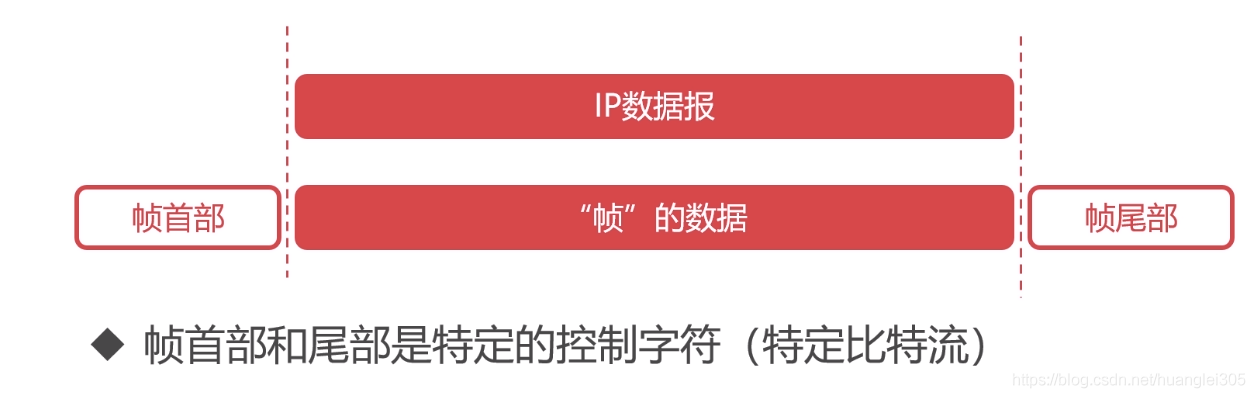 IP数据报
帧首部
“帧”的数据
帧尾部
◆ 帧首部和尾部是特定的控制字符（特定比特流）
https://blog.csdn.net/huanglei305